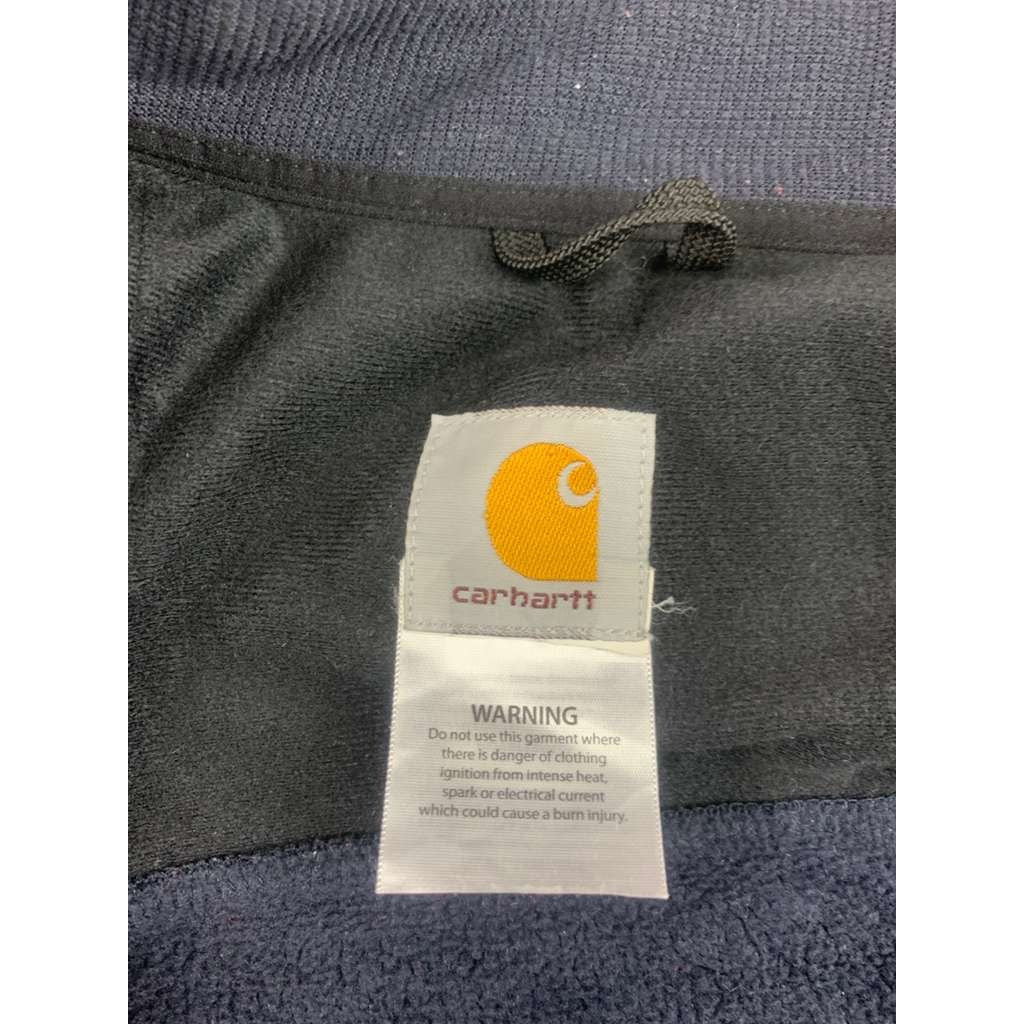 carhartt
WARNING
Do not use this garment where
there is danger of clothing
ignition from intense heat,
spark or electrical current
which could cause a burn injury.